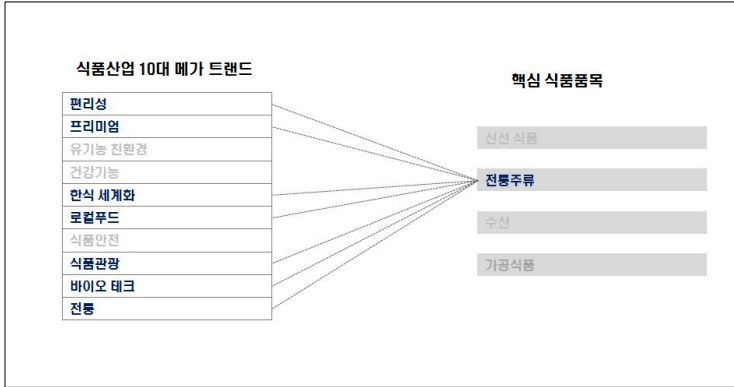 식품산업 10대 메가 트랜드
편리성
프리미엄
유기농 친환경
건강기능
한식 세계화
로컬푸드
식품안전
식품관광
바이오 테크
전통
핵심 식품품목
신선 식품
전통주류
수산
가공식품